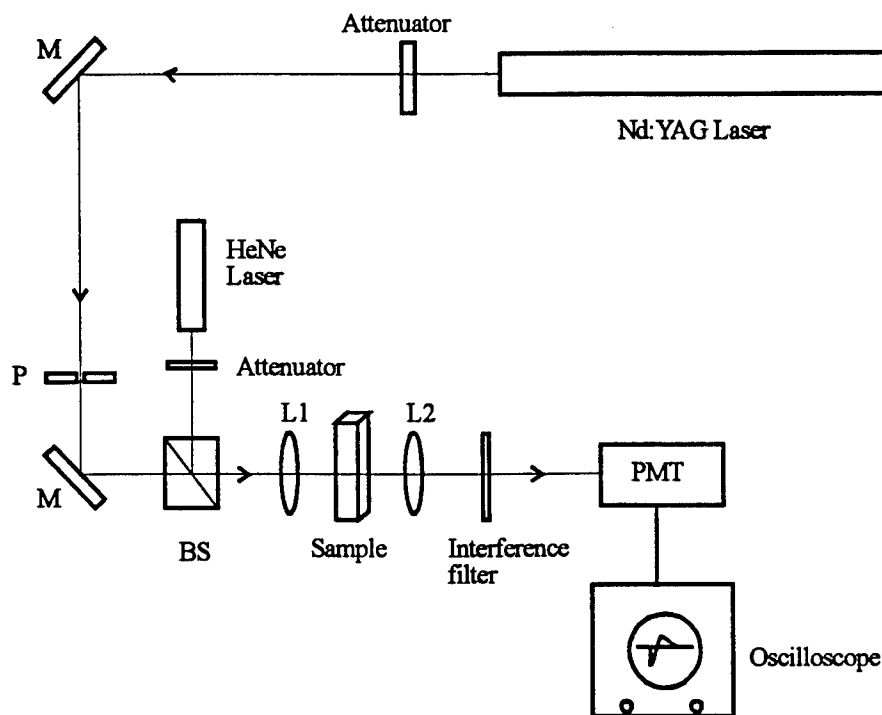 Attenuator
M
Nd:YAG Laser
HeNe
Laser
P
Attenuator
L1
L2
M
BS
Sample
Interference
filter
PMT
Oscilloscope